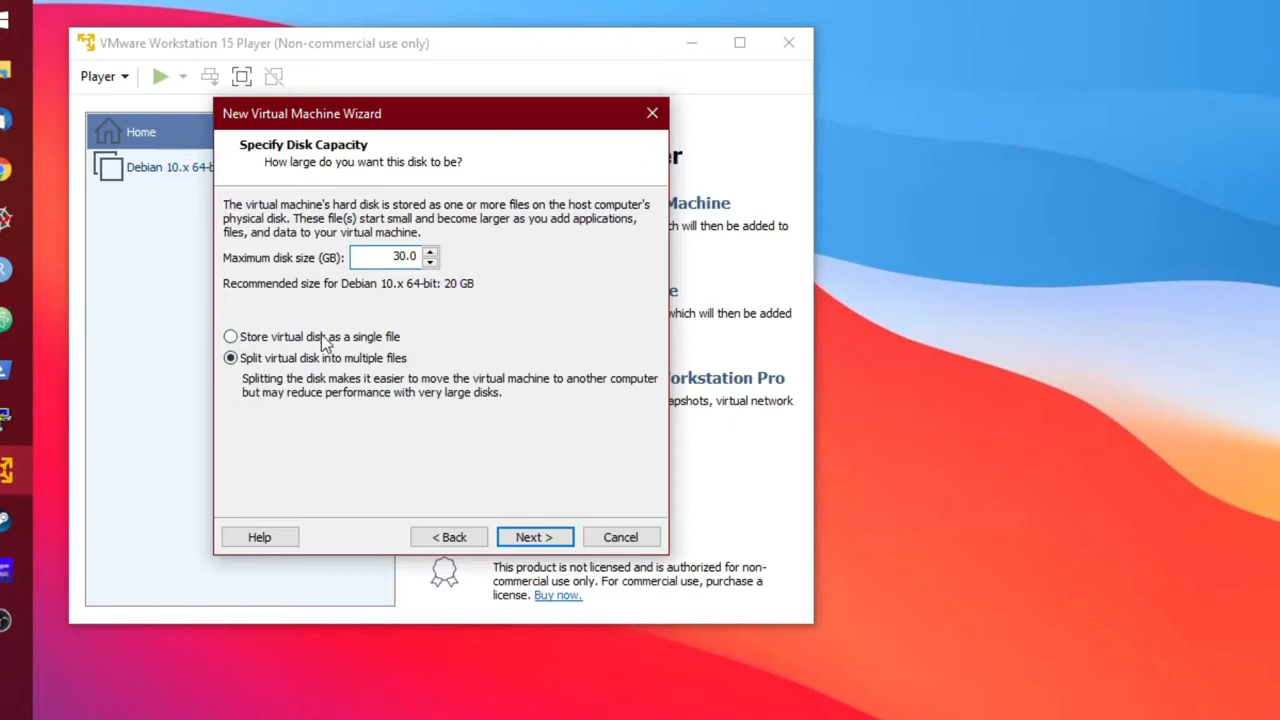 VMware Workstation 15 Player (Non-commercial use only)
Player
New Virtual Machine Wizard
Home
Debian 10.x 64-b
Specify Disk Capacity
How large do you want this disk to be?
The virtual machine's hard disk is stored as one or more files on the host computer's
physical disk. These file(s) start small and become larger as you add applications,
files, and data to your virtual machine.
Maximum disk size (GB): 30.0
Recommended size for Debian 10.x 64-bit: 20 GB
Store virtual disk as a single file
Split virtual disk into multiple files
Splitting the disk makes it easier to move the virtual machine to another computer
but may reduce performance with very large disks.
Help
< Back
Next >
Cancel
er
Machine
ch will then be added to
e
which will then be added
orkstation Pro
apshots, virtual network
This product is not licensed and is authorized for non-
commercial use only. For commercial use, purchase a
license. Buy now.